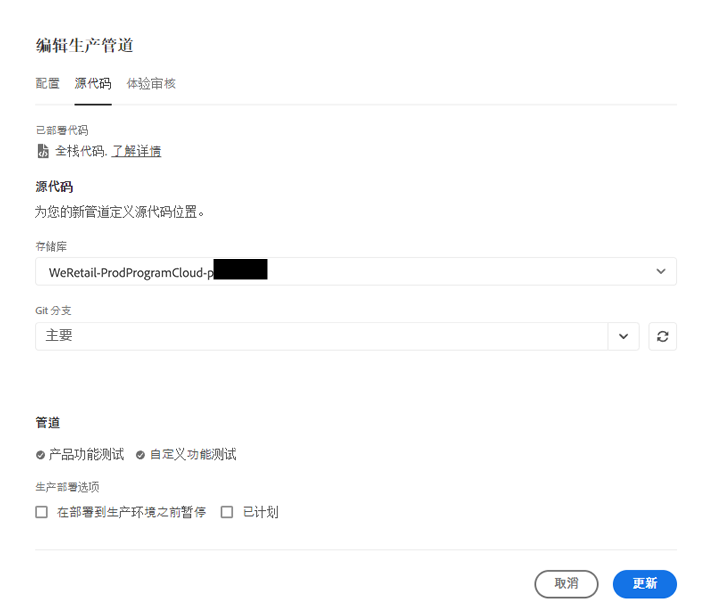 编辑生产管道
配置 源代码 体验审核
已部署代码
全栈代码. 了解详情
源代码
为您的新管道定义源代码位置。
存储库
WeRetail-ProdProgramCloud-p
Git 分支
主要
管道
产品功能测试 自定义功能测试
生产部署选项
在部署到生产环境之前暂停 已计划
取消 更新